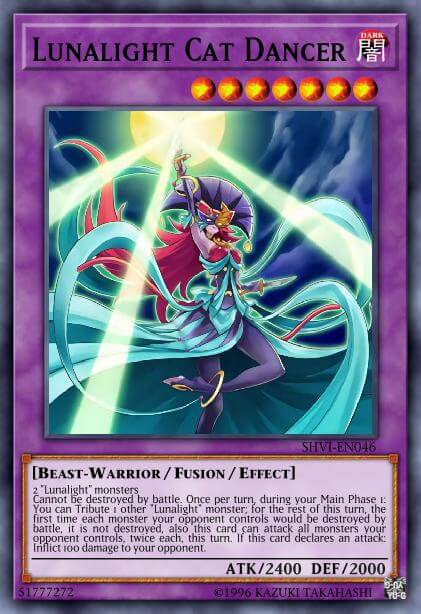 LUNALIGHT CAT DANCER
DARK
闇
SHVI-EN046
[BEAST-WARRIOR / FUSION / EFFECT]
2 "Lunalight" monsters
Cannot be destroyed by battle. Once per turn, during your Main Phase 1:
You can Tribute 1 other "Lunalight" monster; for the rest of this turn, the
first time each monster your opponent controls would be destroyed by
battle, it is not destroyed, also this card can attack all monsters your
opponent controls, twice each, this turn. If this card declares an attack:
Inflict 100 damage to your opponent.
ATK/2400 DEF/2000
51777272
©1996 KAZUKI TAKAHASHI